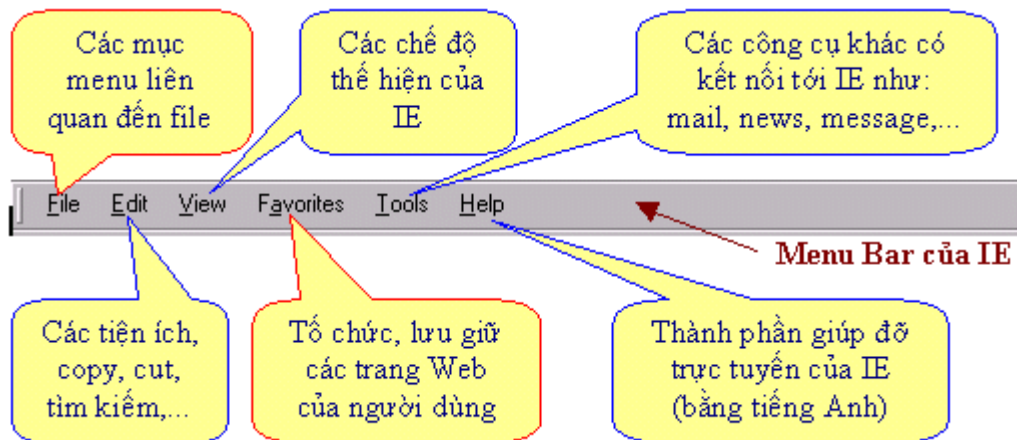 Các mục
menu liên
quan đến file
Các chế độ
thể hiện của
IE
Các công cụ khác có
kết nối tới IE như:
mail, news, message,...
File Edit View Favorites Tools Help
Menu Bar của IE
Các tiện ích,
copy, cut,
tìm kiếm,...
Tổ chức, lưu giữ
các trang Web
của người dùng
Thành phần giúp đỡ
trực tuyến của IE
(bằng tiếng Anh)